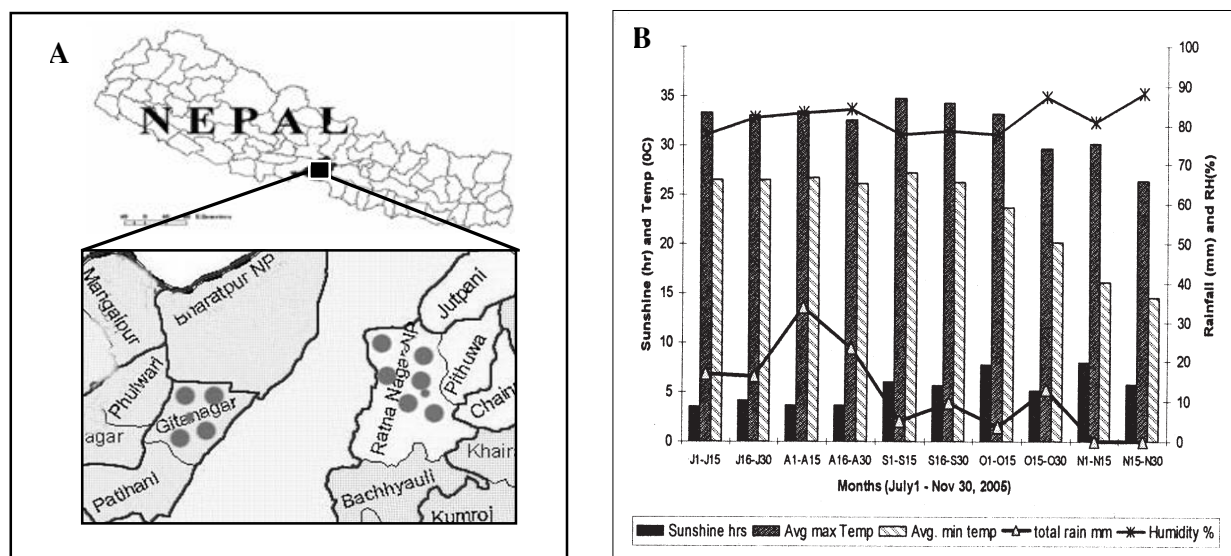 A
NEPAL
Mangalpur
Bharatpur NP
Phulwari
Gitanagar
agar
Patihani
Jutpani
Ratna Nagar NP
Pithuwa
Chain
Khaira
Bachhyauli
Kumroj
B
Sunshine (hr) and Temp (0C)
35
30
25
20
15
10
5
0
100
90
80
70
60
50
40
30
20
10
0
Rainfall (mm) and RH(%)
J1-J15 J16-J30 A1-A15 A16-A30 S1-S15 S16-S30 O1-O15 O15-O30 N1-N15 N15-N30
Months (July1 - Nov 30, 2005)
Sunshine hrs Avg max Temp Avg. min temp total rain mm Humidity %